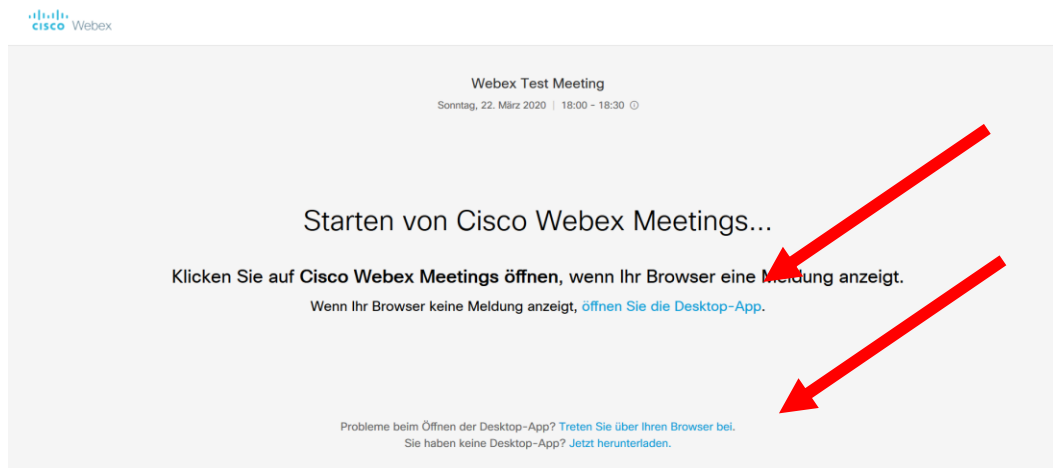 cisco Webex
Webex Test Meeting
Sonntag, 22. März 2020 | 18:00 - 18:30
Starten von Cisco Webex Meetings...
Klicken Sie auf Cisco Webex Meetings öffnen, wenn Ihr Browser eine Meldung anzeigt.
Wenn Ihr Browser keine Meldung anzeigt, öffnen Sie die Desktop-App.
Probleme beim Öffnen der Desktop-App? Treten Sie über Ihren Browser bei.
Sie haben keine Desktop-App? Jetzt herunterladen.